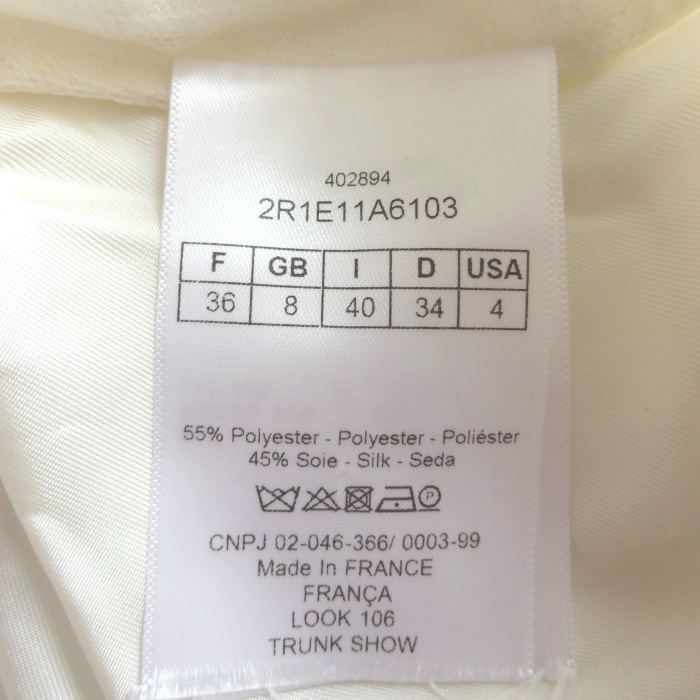 402894
2R1E11A6103
F GB I D USA
36 8 40 34 4
55% Polyester - Polyester - Poliéster
45% Soie - Silk - Seda
P
CNPJ 02-046-366/ 0003-99
Made In FRANCE
FRANÇA
LOOK 106
TRUNK SHOW